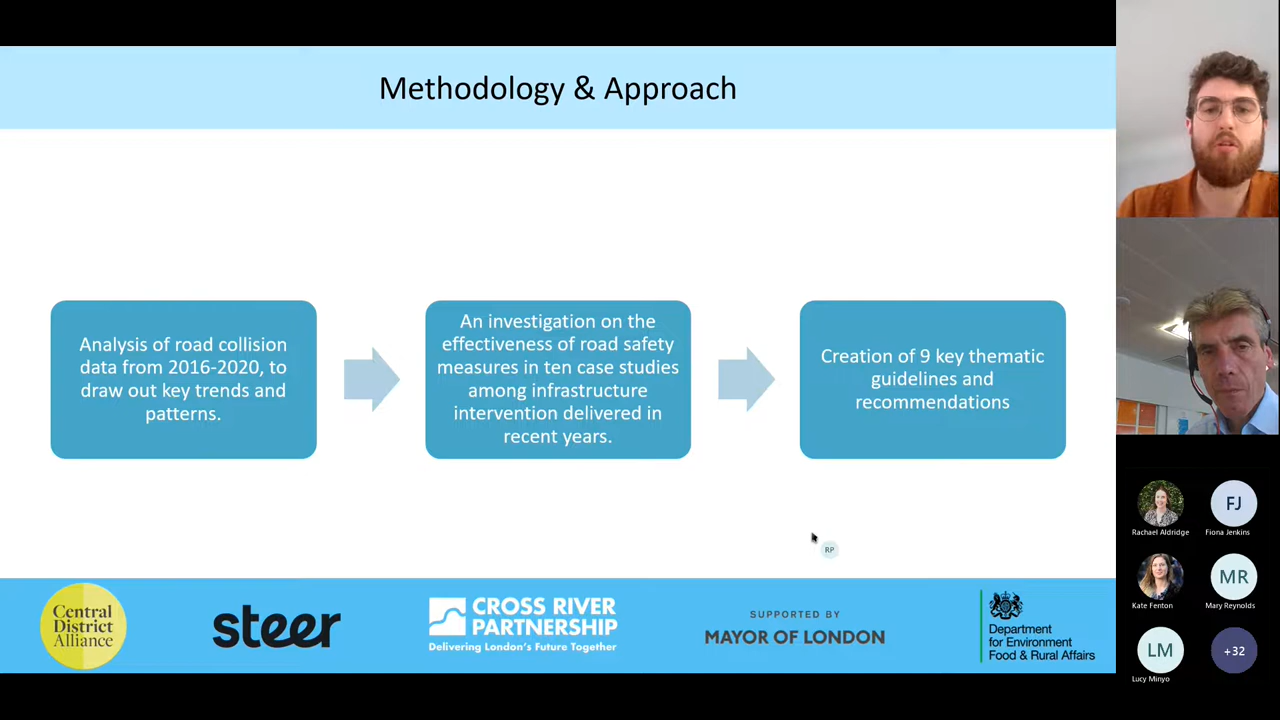 Methodology & Approach
Analysis of road collision
data from 2016-2020, to
draw out key trends and
patterns.
An investigation on the
effectiveness of road safety
measures in ten case studies
among infrastructure
intervention delivered in
recent years.
Creation of 9 key thematic
guidelines and
recommendations
RP
Central
District
Alliance
steer
CROSS RIVER
PARTNERSHIP
Delivering London's Future Together
SUPPORTED BY
MAYOR OF LONDON
Department
for Environment
Food & Rural Affairs
Rachael Aldridge
FJ
Fiona Jenkins
Kate Fenton
MR
Mary Reynolds
LM
Lucy Minyo
+32